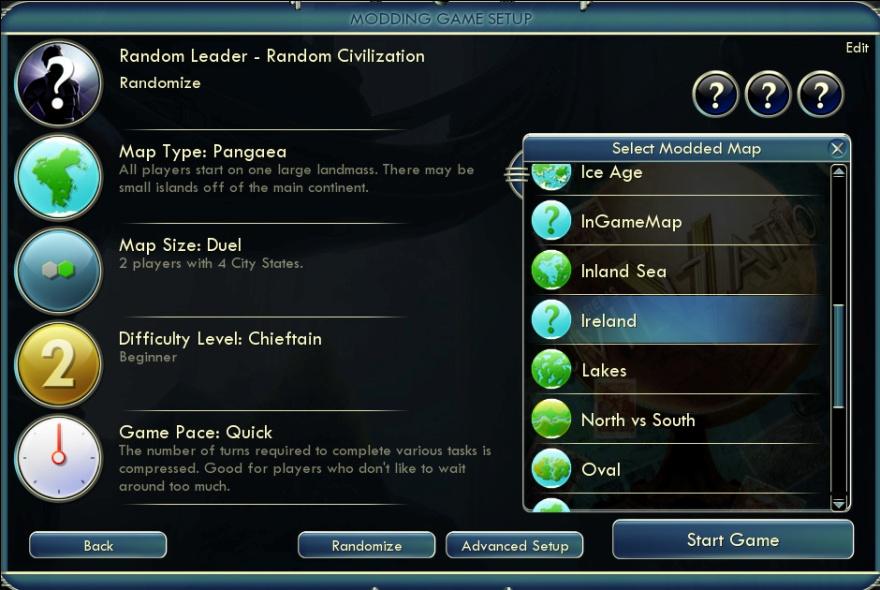 MODDING GAME SETUP
Edit
Random Leader - Random Civilization
Randomize
? ? ?
?
Map Type: Pangaea
All players start on one large landmass. There may be
small islands off of the main continent.
Map Size: Duel
2 players with 4 City States.
2
Difficulty Level: Chieftain
Beginner
Game Pace: Quick
The number of turns required to complete various tasks is
compressed. Good for players who don't like to wait
around too much.
Select Modded Map
Ice Age
? InGameMap
Inland Sea
? Ireland
Lakes
North vs South
Oval
Back
Randomize
Advanced Setup
Start Game